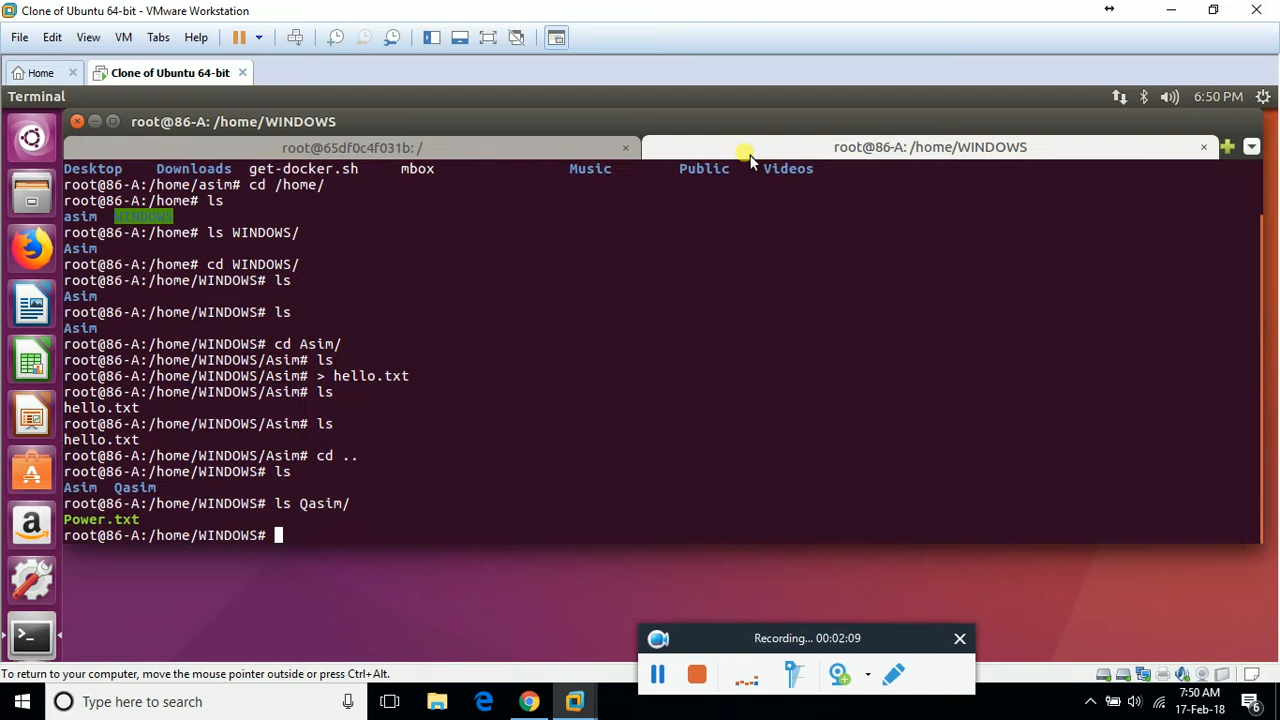 Clone of Ubuntu 64-bit - VMware Workstation
File Edit View VM Tabs Help
Home Clone of Ubuntu 64-bit
Terminal 6:50 PM
root@86-A: /home/WINDOWS
root@65df0c4f031b: / root@86-A: /home/WINDOWS
Desktop Downloads get-docker.sh mbox Music Public Videos
root@86-A:/home/asim# cd /home/
root@86-A:/home# ls
asim WINDOWS
root@86-A:/home# ls WINDOWS/
Asim
root@86-A:/home# cd WINDOWS/
root@86-A:/home/WINDOWS# ls
Asim
root@86-A:/home/WINDOWS# ls
Asim
root@86-A:/home/WINDOWS# cd Asim/
root@86-A:/home/WINDOWS/Asim# ls
root@86-A:/home/WINDOWS/Asim# > hello.txt
root@86-A:/home/WINDOWS/Asim# ls
hello.txt
root@86-A:/home/WINDOWS/Asim# ls
hello.txt
root@86-A:/home/WINDOWS/Asim# cd ..
root@86-A:/home/WINDOWS# ls
Asim Qasim
root@86-A:/home/WINDOWS# ls Qasim/
Power.txt
root@86-A:/home/WINDOWS#
Recording... 00:02:09
To return to your computer, move the mouse pointer outside or press Ctrl+Alt.
Type here to search
7:50 AM
17-Feb-18
6